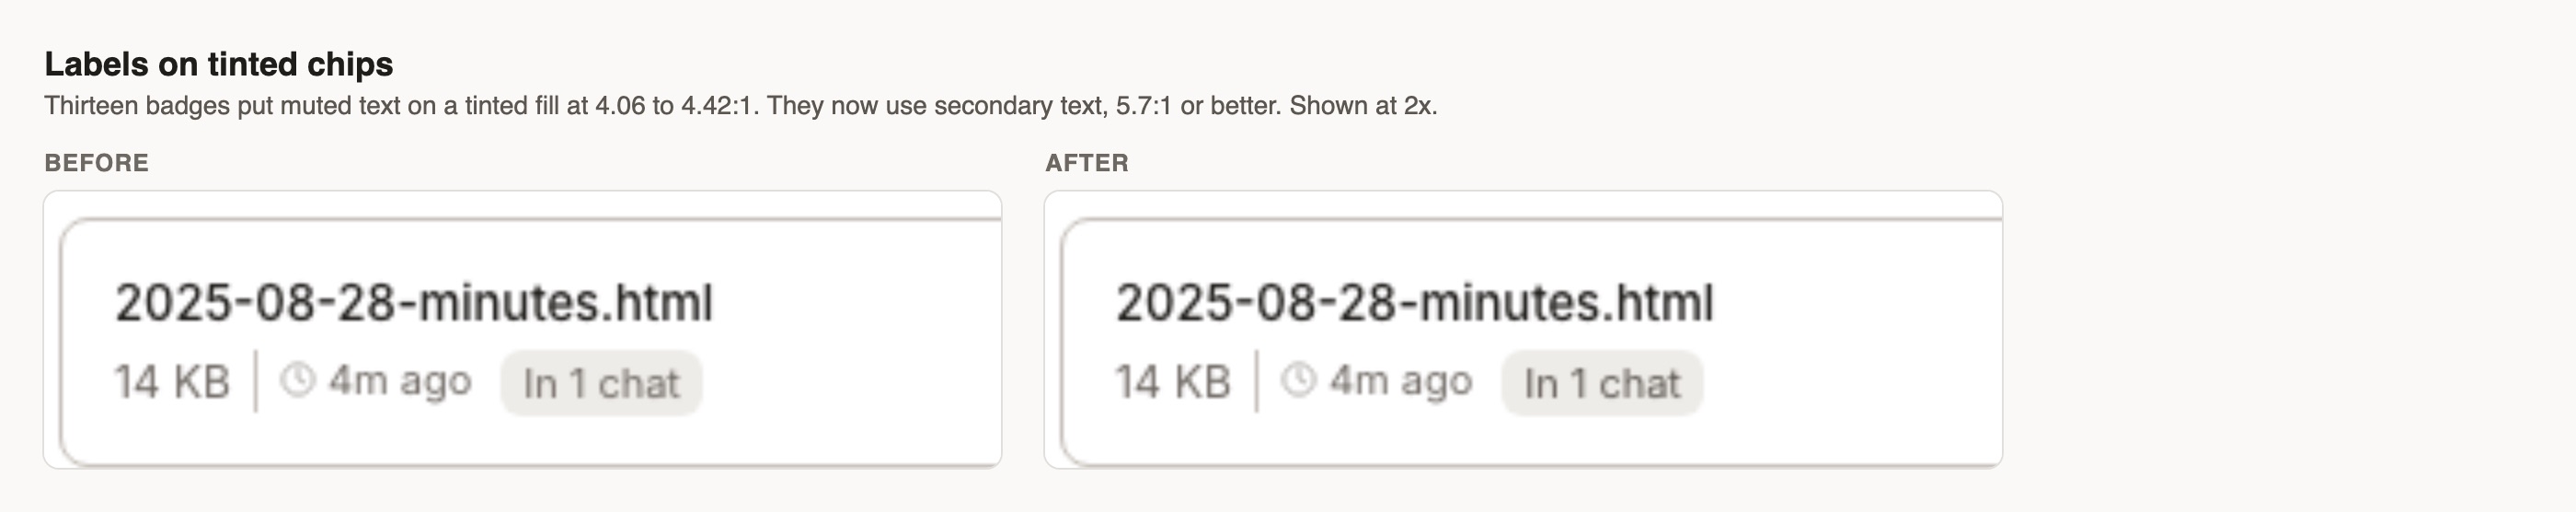 Labels on tinted chips
Thirteen badges put muted text on a tinted fill at 4.06 to 4.42:1. They now use secondary text, 5.7:1 or better. Shown at 2x.
BEFORE
AFTER
2025-08-28-minutes.html
14 KB | 4m ago In 1 chat
2025-08-28-minutes.html
14 KB | 4m ago In 1 chat